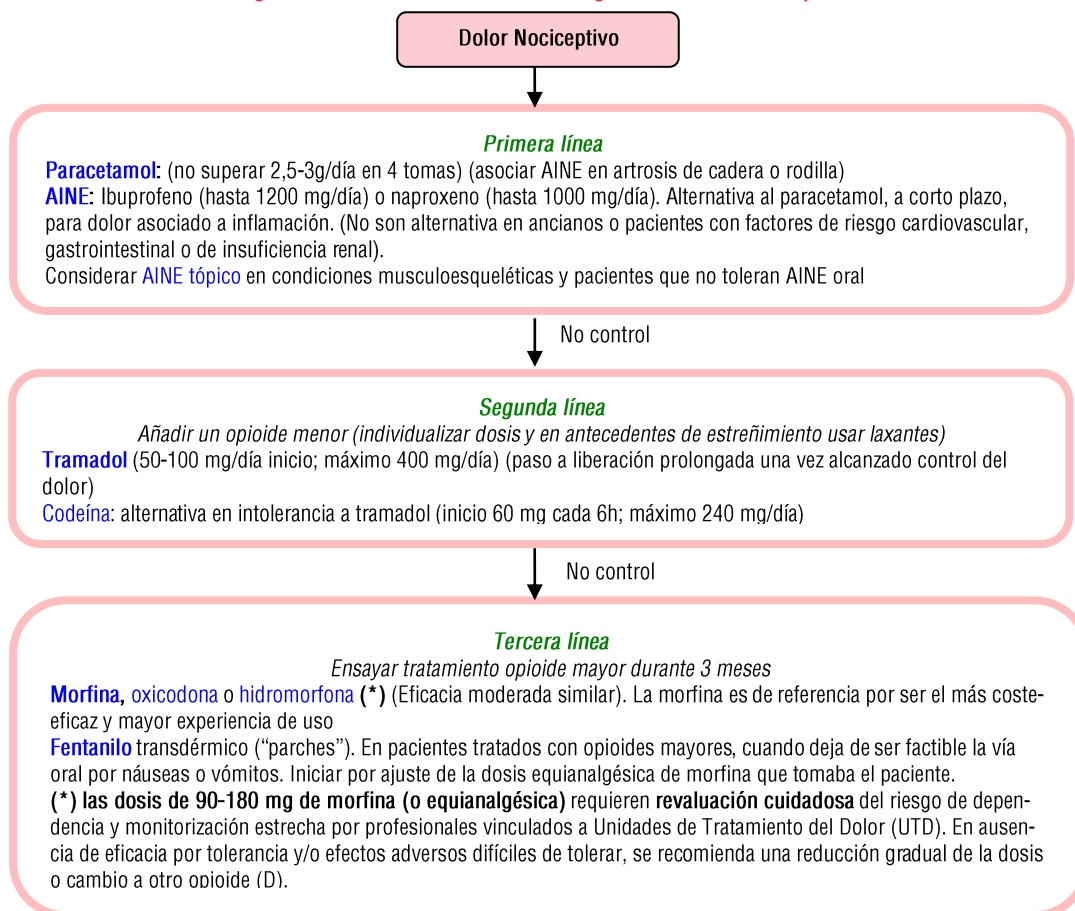 Dolor Nociceptivo
Primera línea
Paracetamol: (no superar 2,5-3g/día en 4 tomas) (asociar AINE en artrosis de cadera o rodilla)
AINE: Ibuprofeno (hasta 1200 mg/día) o naproxeno (hasta 1000 mg/día). Alternativa al paracetamol, a corto plazo,
para dolor asociado a inflamación. (No son alternativa en ancianos o pacientes con factores de riesgo cardiovascular,
gastrointestinal o de insuficiencia renal).
Considerar AINE tópico en condiciones musculoesqueléticas y pacientes que no toleran AINE oral
No control
Segunda línea
Añadir un opioide menor (individualizar dosis y en antecedentes de estreñimiento usar laxantes)
Tramadol (50-100 mg/día inicio; máximo 400 mg/día) (paso a liberación prolongada una vez alcanzado control del
dolor)
Codeína: alternativa en intolerancia a tramadol (inicio 60 mg cada 6h; máximo 240 mg/día)
No control
Tercera línea
Ensayar tratamiento opioide mayor durante 3 meses
Morfina, oxicodona o hidromorfona (*) (Eficacia moderada similar). La morfina es de referencia por ser el más coste-
eficaz y mayor experiencia de uso
Fentanilo transdérmico (“parches”). En pacientes tratados con opioides mayores, cuando deja de ser factible la vía
oral por náuseas o vómitos. Iniciar por ajuste de la dosis equianalgésica de morfina que tomaba el paciente.
(*) las dosis de 90-180 mg de morfina (o equianalgésica) requieren revaluación cuidadosa del riesgo de depen-
dencia y monitorización estrecha por profesionales vinculados a Unidades de Tratamiento del Dolor (UTD). En ausen-
cia de eficacia por tolerancia y/o efectos adversos difíciles de tolerar, se recomienda una reducción gradual de la dosis
o cambio a otro opioide (D).